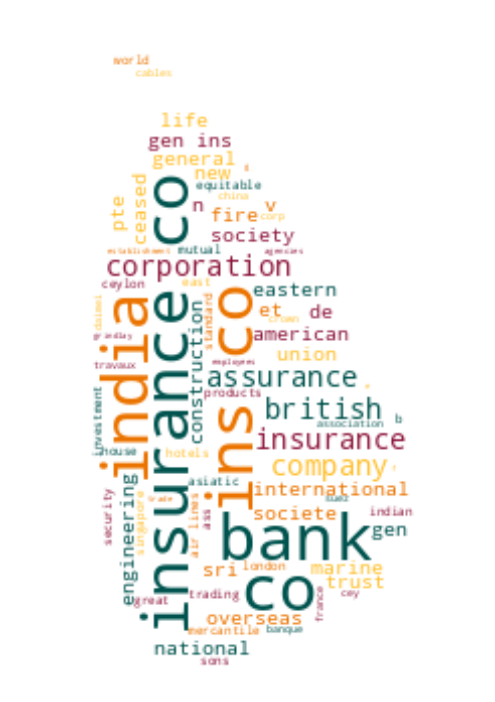 world
cables
life
gen ins
general
new
equitable
china
co
pte
ceased
n
fire
v
corp
society
establishment
mutual
agencies
corporation
ceylon
east
eastern
india
insurance
ins co
standard
construction
et
de
crown
american
union
travaux
employees
assurance
products
investment
british
association
b
house
hotels
insurance
company
asiatic
international
engineering
singapore
security
air lines
ass
suez
societe
indian
bank
gen
sri
london
marine
trust
co
great
trading
france
cey
overseas
mercantile
banque
national
sons